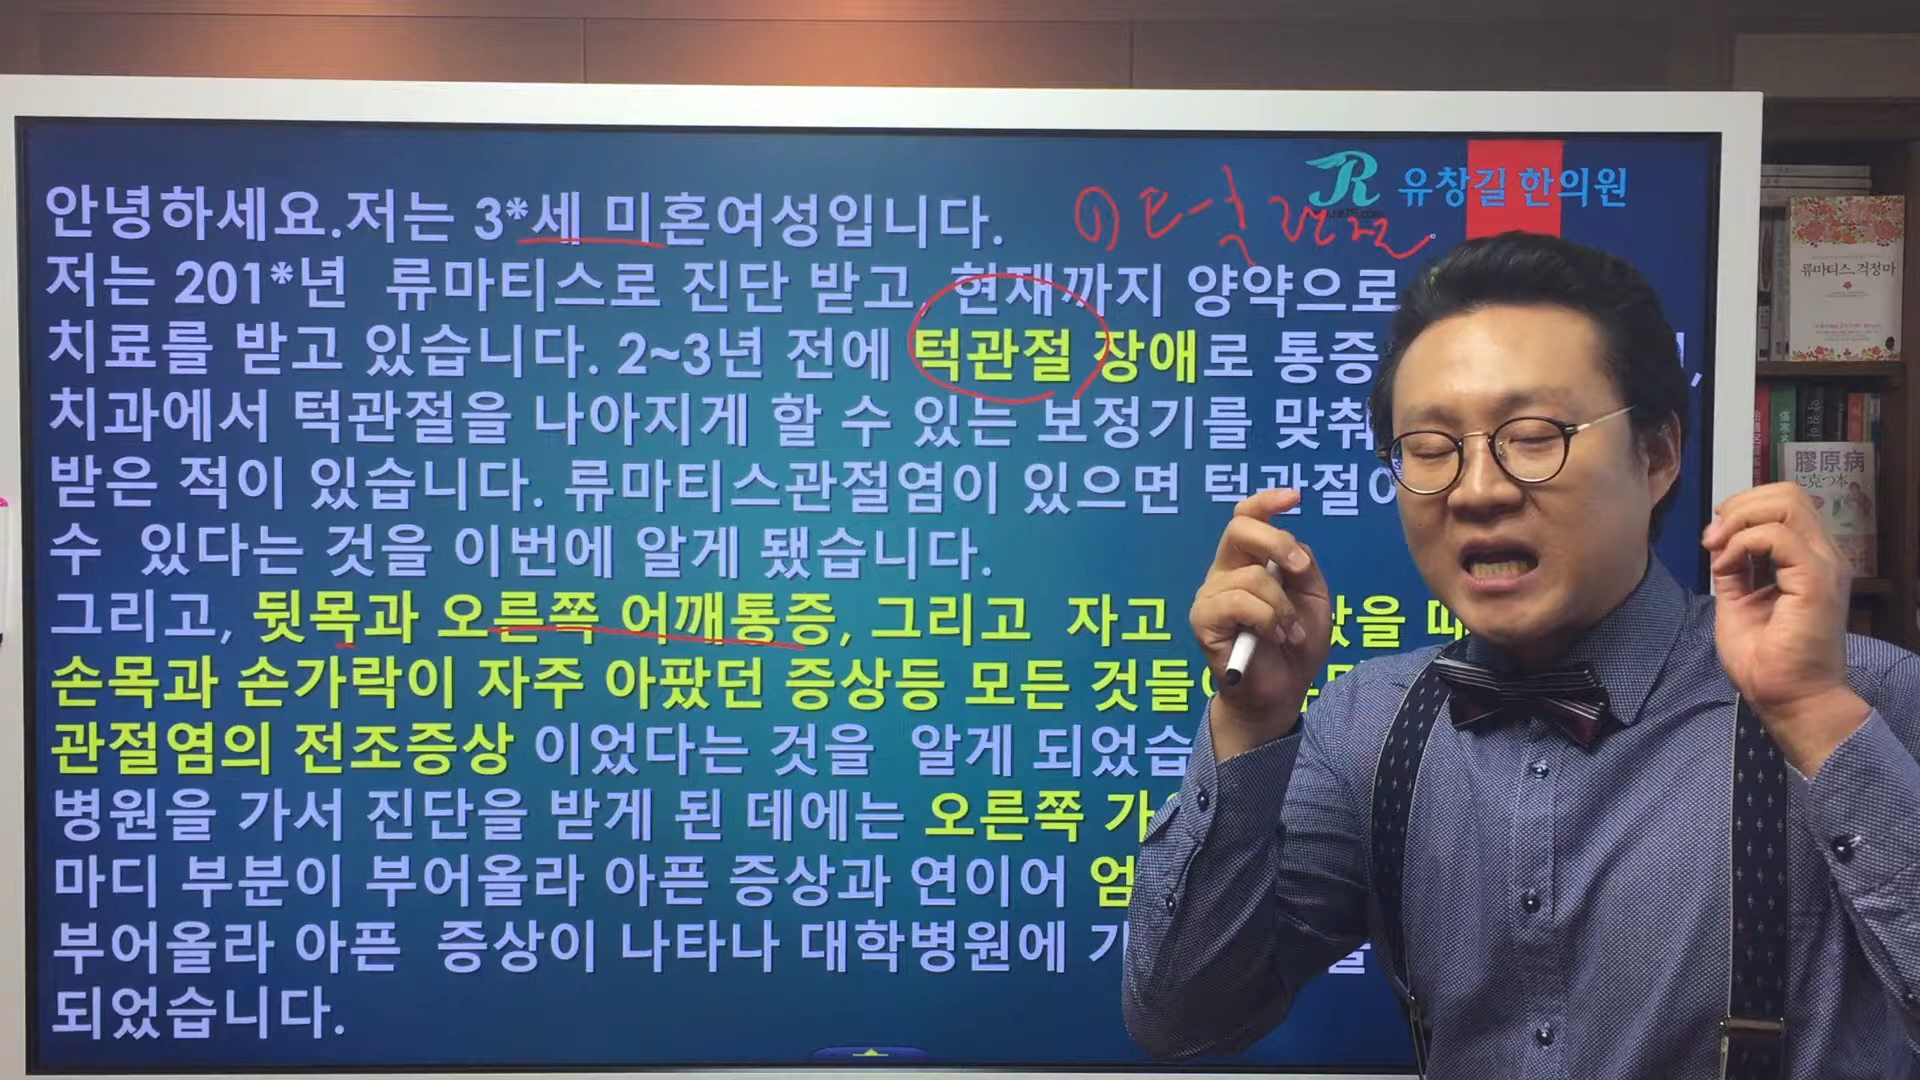 유창길 한의원
안녕하세요.저는 3*세 미혼여성입니다.
① 턱관절
저는 201*년 류마티스로 진단 받고, 현재까지 양약으로
치료를 받고 있습니다. 2~3년 전에 턱관절 장애로 통증
치과에서 턱관절을 나아지게 할 수 있는 보정기를 맞춰
받은 적이 있습니다. 류마티스관절염이 있으면 턱관절이
수 있다는 것을 이번에 알게 됐습니다.
그리고, 뒷목과 오른쪽 어깨통증, 그리고 자고 았을 때
손목과 손가락이 자주 아팠던 증상등 모든 것들이
관절염의 전조증상 이었다는 것을 알게 되었습
병원을 가서 진단을 받게 된 데에는 오른쪽
마디 부분이 부어올라 아픈 증상과 연이어 엄
부어올라 아픈 증상이 나타나 대학병원에
되었습니다.
류마티스, 걱정마
膠原病
に克つ本